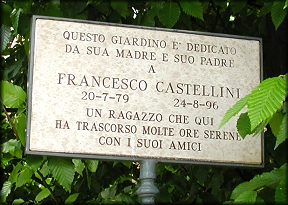 QUESTO GIARDINO E' DEDICATO
DA SUA MADRE E SUO PADRE
A
FRANCESCO CASTELLINI
20-7-79 24-8-96
UN RAGAZZO CHE QUI
HA TRASCORSO MOLTE ORE SERENE
CON I SUOI AMICI